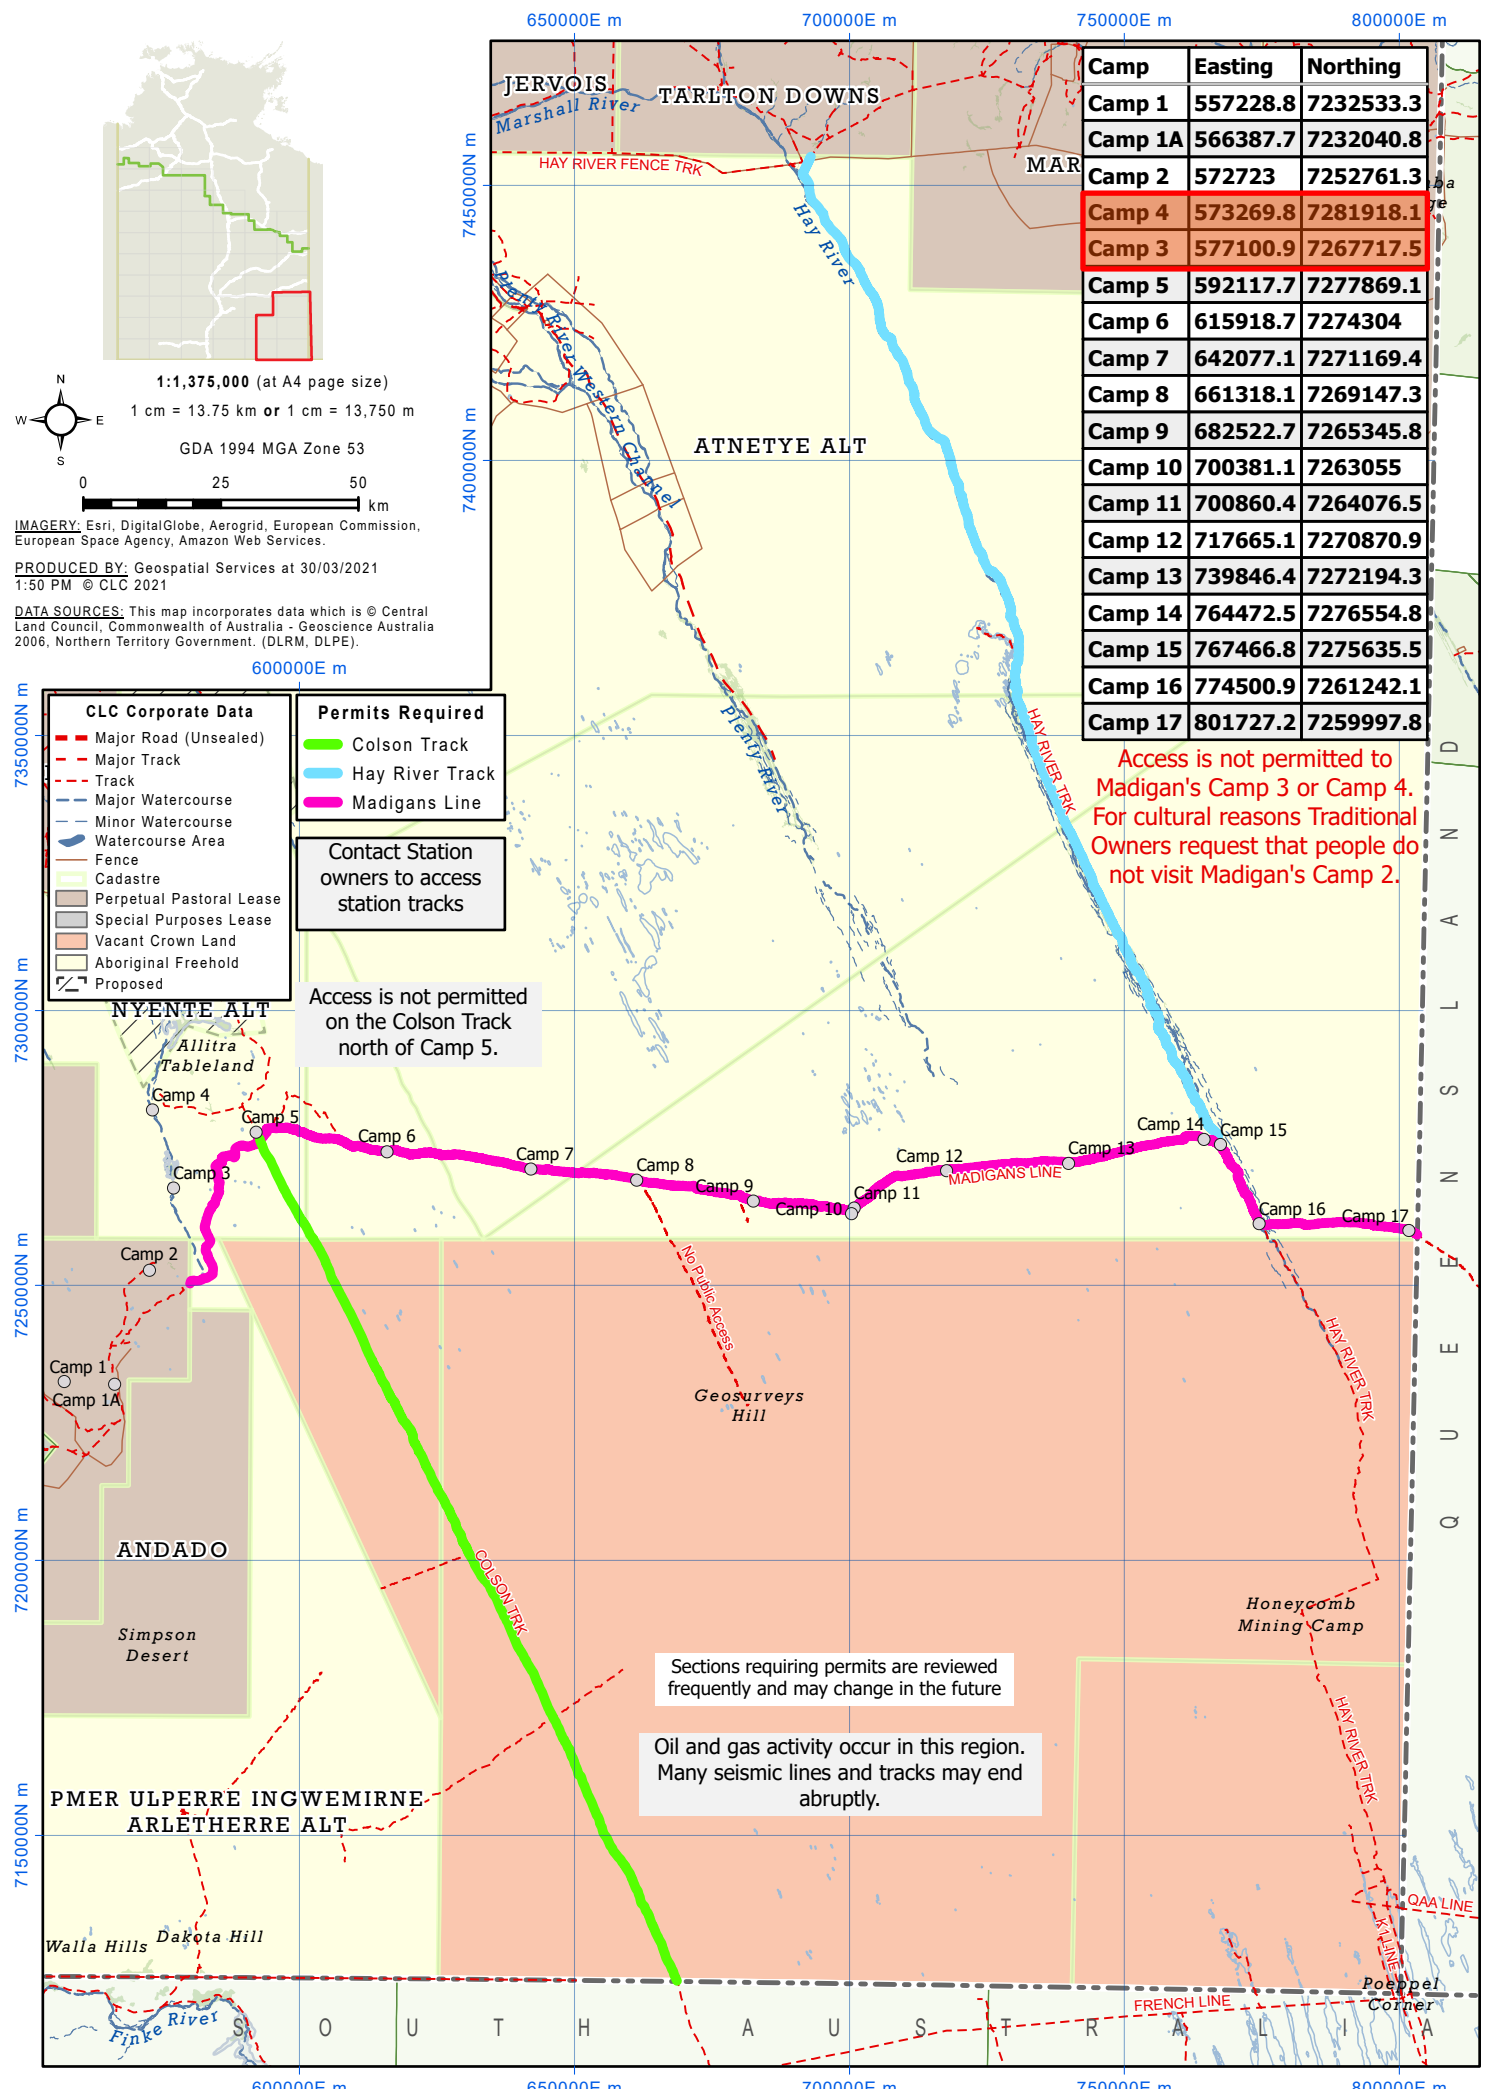 650000E m
700000E m
750000E m
800000E m
Camp Easting Northing
Camp 1 557228.8 7232533.3
Camp 1A 566387.7 7232040.8
Camp 2 572723 7252761.3
Camp 4 573269.8 7281918.1
Camp 3 577100.9 7267717.5
Camp 5 592117.7 7277869.1
Camp 6 615918.7 7274304
Camp 7 642077.1 7271169.4
Camp 8 661318.1 7269147.3
Camp 9 682522.7 7265345.8
Camp 10 700381.1 7263055
Camp 11 700860.4 7264076.5
Camp 12 717665.1 7270870.9
Camp 13 739846.4 7272194.3
Camp 14 764472.5 7276554.8
Camp 15 767466.8 7275635.5
Camp 16 774500.9 7261242.1
Camp 17 801727.2 7259997.8
Access is not permitted to
Madigan's Camp 3 or Camp 4.
For cultural reasons Traditional
Owners request that people do
not visit Madigan's Camp 2.
JERVOIS
Marshall River
TARLTON DOWNS
HAY RIVER FENCE TRK
MAR
ba
ge
Hay River
Plenty River Western Channel
ATNETYE ALT
Plenty River
HAY RIVER TRK
7450000N m
7400000N m
N
W E
S
1:1,375,000 (at A4 page size)
1 cm = 13.75 km or 1 cm = 13,750 m
GDA 1994 MGA Zone 53
0 25 50
km
IMAGERY: Esri, DigitalGlobe, Aerogrid, European Commission,
European Space Agency, Amazon Web Services.
PRODUCED BY: Geospatial Services at 30/03/2021
1:50 PM © CLC 2021
DATA SOURCES: This map incorporates data which is © Central
Land Council, Commonwealth of Australia - Geoscience Australia
2006, Northern Territory Government. (DLRM, DLPE).
600000E m
CLC Corporate Data
Major Road (Unsealed)
Major Track
Track
Major Watercourse
Minor Watercourse
Watercourse Area
Fence
Cadastre
Perpetual Pastoral Lease
Special Purposes Lease
Vacant Crown Land
Aboriginal Freehold
Proposed
Permits Required
Colson Track
Hay River Track
Madigans Line
Contact Station
owners to access
station tracks
Access is not permitted
on the Colson Track
north of Camp 5.
7350000N m
7300000N m
7250000N m
7200000N m
7150000N m
NYENTE ALT
Allitra
Tableland
Camp 4
Camp 5
Camp 6
Camp 3
Camp 7
Camp 8
Camp 9
Camp 10
Camp 11
Camp 12
MADIGANS LINE
Camp 13
Camp 14
Camp 15
Camp 16
Camp 17
Camp 2
Camp 1
Camp 1A
No Public Access
Geosurveys
Hill
HAY RIVER TRK
QUEENSLAND
ANDADO
COLSON TRK
Simpson
Desert
Honeycomb
Mining Camp
Sections requiring permits are reviewed
frequently and may change in the future
Oil and gas activity occur in this region.
Many seismic lines and tracks may end
abruptly.
HAY RIVER TRK
PMER ULPERRE INGWEMIRNE
ARLETHERRE ALT
QAA LINE
K1 LINE
Walla Hills
Dakota Hill
Poeppel
Corner
FRENCH LINE
Finke River
SOUTH AUSTRALIA
600000E m
650000E m
700000E m
750000E m
800000E m